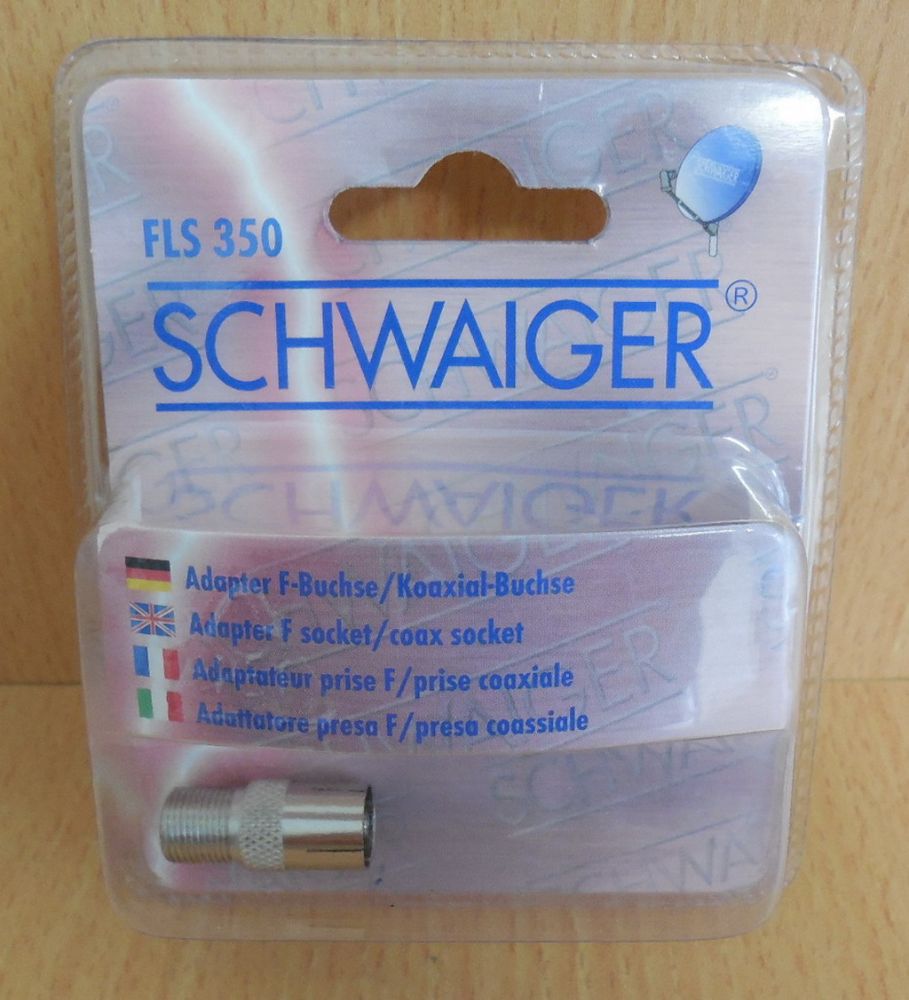 SCHWAIGER
FLS 350
SCHWAIGER®
Adapter F-Buchse/Koaxial-Buchse
Adapter F socket/coax socket
Adaptateur prise F/prise coaxiale
Adattatore presa F/presa coassiale